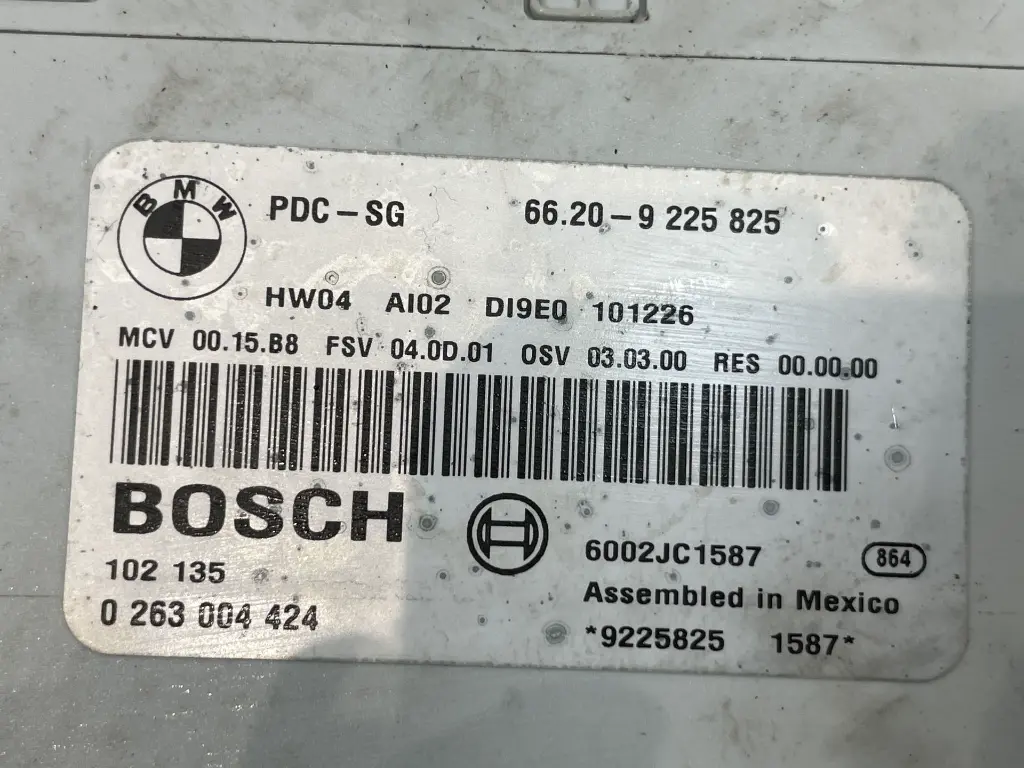 BMW
PDC-SG 66.20-9 225 825
HW04 AI02 DI9E0 101226
MCV 00.15.B8 FSV 04.0D.01 OSV 03.03.00 RES 00.00.00
BOSCH
102 135
0 263 004 424
6002JC1587 864
Assembled in Mexico
*9225825 1587*